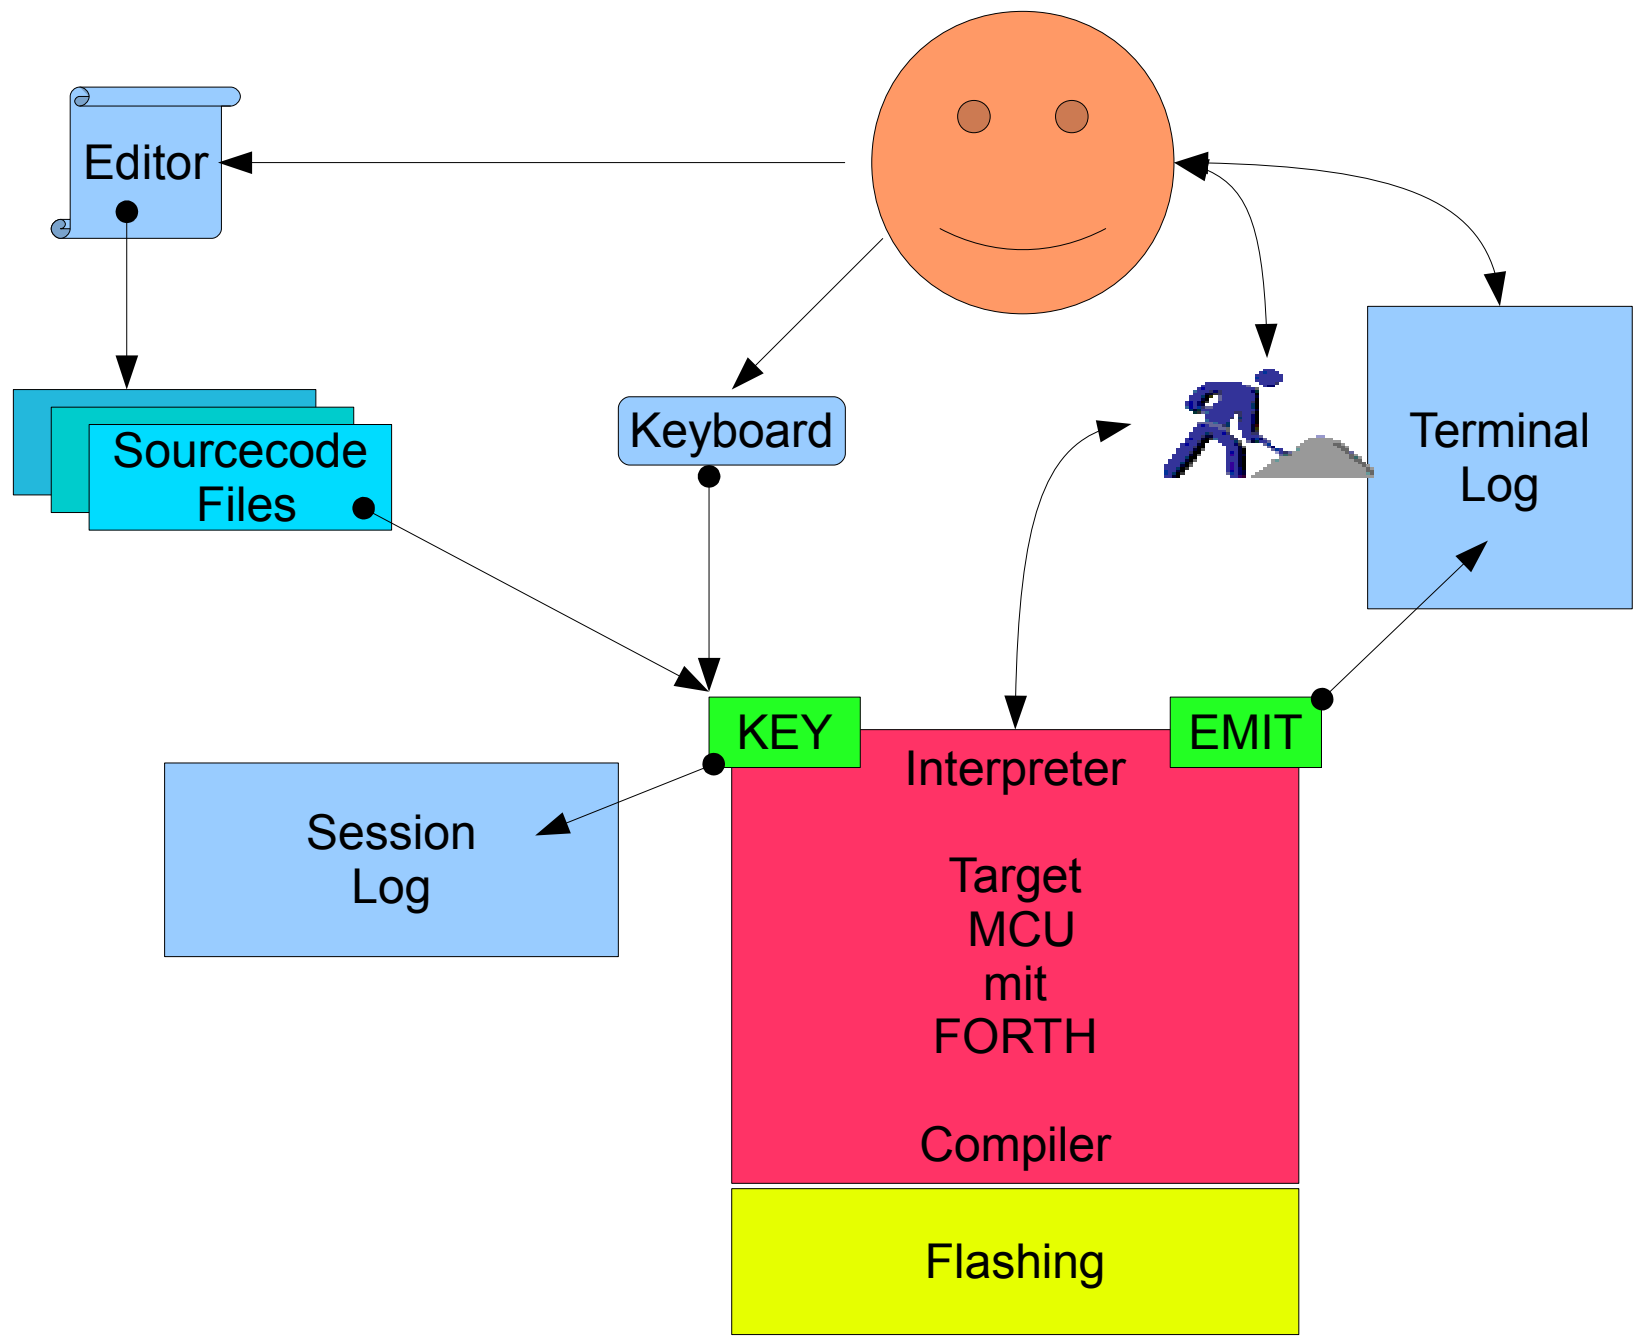 Editor
Sourcecode
Files
Keyboard
Terminal
Log
KEY
EMIT
Interpreter
Session
Log
Target
MCU
mit
FORTH
Compiler
Flashing